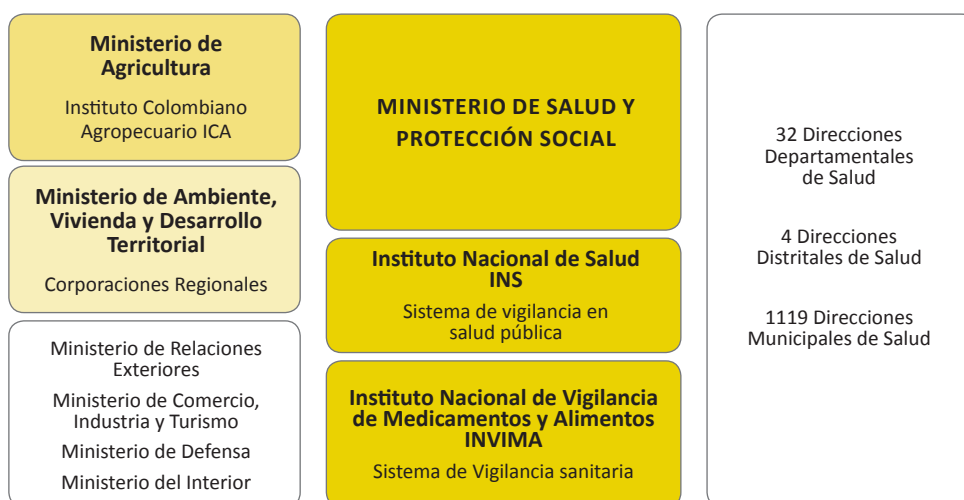 Ministerio de
Agricultura
Instituto Colombiano
Agropecuario ICA
Ministerio de Ambiente,
Vivienda y Desarrollo
Territorial
Corporaciones Regionales
Ministerio de Relaciones
Exteriores
Ministerio de Comercio,
Industria y Turismo
Ministerio de Defensa
Ministerio del Interior
MINISTERIO DE SALUD Y
PROTECCIÓN SOCIAL
Instituto Nacional de Salud
INS
Sistema de vigilancia en
salud pública
Instituto Nacional de Vigilancia
de Medicamentos y Alimentos
INVIMA
Sistema de Vigilancia sanitaria
32 Direcciones
Departamentales
de Salud
4 Direcciones
Distritales de Salud
1119 Direcciones
Municipales de Salud